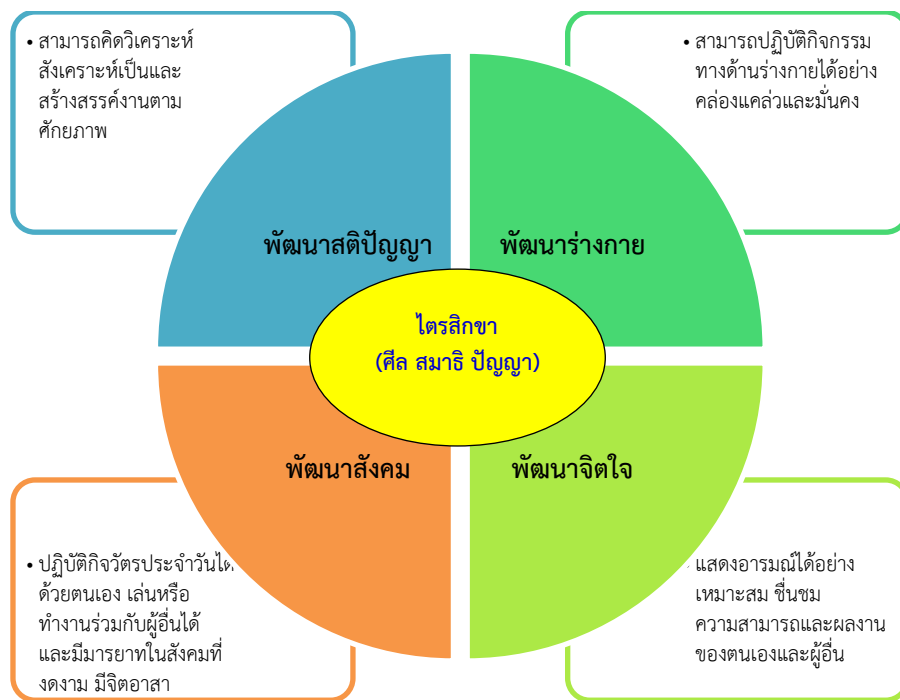 • สามารถคิดวิเคราะห์
สังเคราะห์เป็นและ
สร้างสรรค์งานตาม
ศักยภาพ
• สามารถปฏิบัติกิจกรรม
ทางด้านร่างกายได้อย่าง
คล่องแคล่วและมั่นคง
พัฒนาสติปัญญา
พัฒนาร่างกาย
ไตรสิกขา
(ศีล สมาธิ ปัญญา)
พัฒนาสังคม
พัฒนาจิตใจ
• ปฏิบัติกิจวัตรประจำวันได้
ด้วยตนเอง เล่นหรือ
ทำงานร่วมกับผู้อื่นได้
และมีมารยาทในสังคมที่
งดงาม มีจิตอาสา
• แสดงอารมณ์ได้อย่าง
เหมาะสม ชื่นชม
ความสามารถและผลงาน
ของตนเองและผู้อื่น